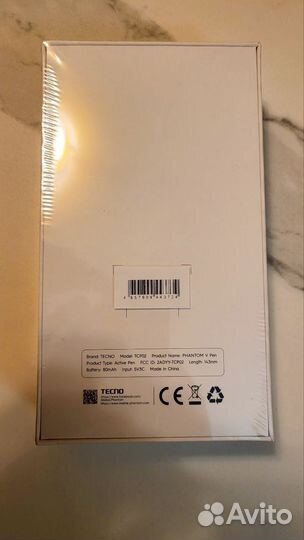 Brand: TECNO Model: TCP02 Product Name: PHANTOM V Pen
Product Type: Active Pen FCC ID: 2ADYY-TCP02 Length: 143mm
Battery: 80mAh Input: 5V3C Made in China
TECNO
CE
Avito